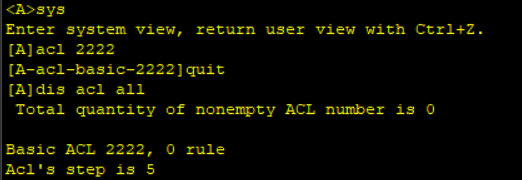 <A>sys
Enter system view, return user view with Ctrl+Z.
[A]acl 2222
[A-acl-basic-2222]quit
[A]dis acl all
Total quantity of nonempty ACL number is 0
Basic ACL 2222, 0 rule
Acl's step is 5